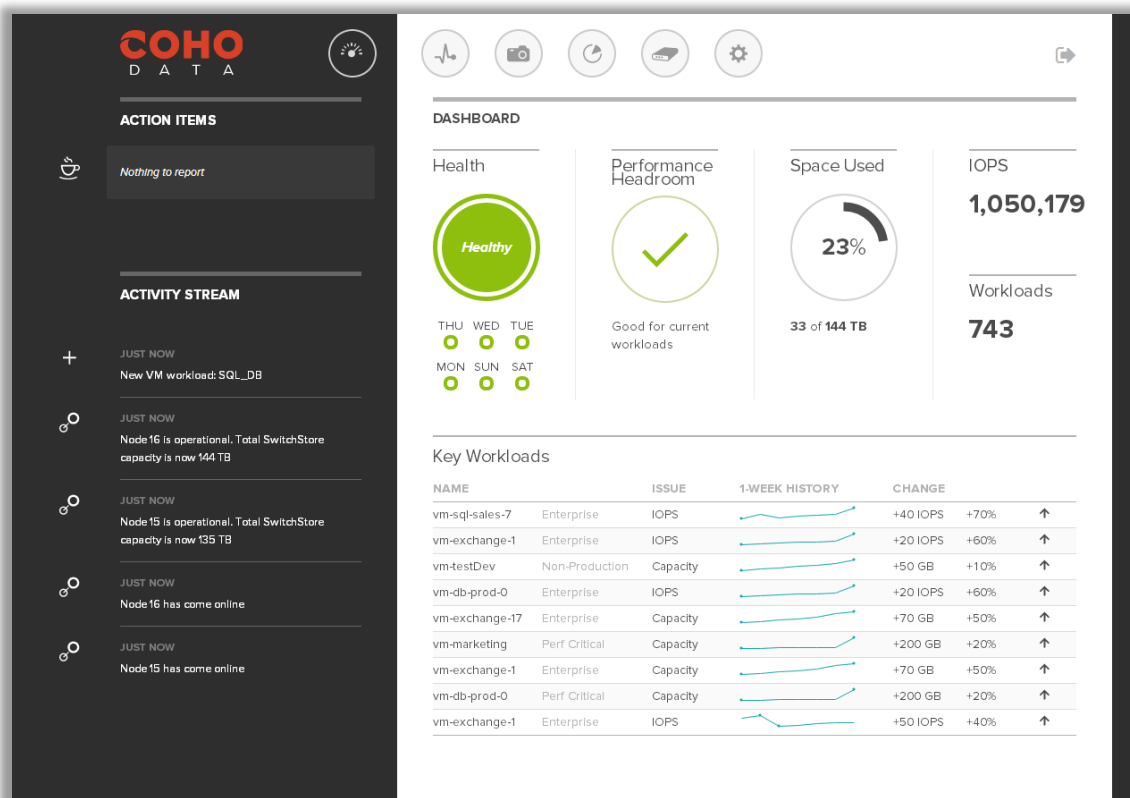 COHO
DATA
ACTION ITEMS
Nothing to report
ACTIVITY STREAM
JUST NOW
New VM workload: SQL_DB
JUST NOW
Node 16 is operational. Total SwitchStore
capacity is now 144 TB
JUST NOW
Node 15 is operational. Total SwitchStore
capacity is now 135 TB
JUST NOW
Node 16 has come online
JUST NOW
Node 15 has come online
DASHBOARD
Health
Healthy
THU WED TUE
MON SUN SAT
Performance
Headroom
Good for current
workloads
Space Used
23%
33 of 144 TB
IOPS
1,050,179
Workloads
743
Key Workloads
NAME ISSUE 1-WEEK HISTORY CHANGE
vm-sql-sales-7 Enterprise IOPS +40 IOPS +70%
vm-exchange-1 Enterprise IOPS +20 IOPS +60%
vm-testDev Non-Production Capacity +50 GB +10%
vm-db-prod-0 Enterprise IOPS +20 IOPS +60%
vm-exchange-17 Enterprise Capacity +70 GB +50%
vm-marketing Perf Critical Capacity +200 GB +20%
vm-exchange-1 Enterprise Capacity +70 GB +50%
vm-db-prod-0 Perf Critical Capacity +200 GB +20%
vm-exchange-1 Enterprise IOPS +50 IOPS +40%